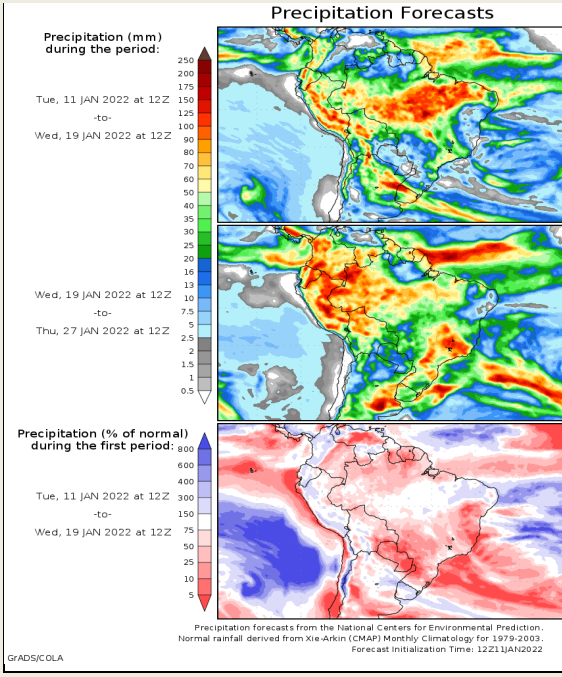 Precipitation Forecasts
Precipitation (mm)
during the period:
Tue, 11 JAN 2022 at 12Z
-to-
Wed, 19 JAN 2022 at 12Z
250
200
175
150
125
100
90
80
70
60
50
40
35
30
25
20
16
13
10
7.5
5
2.5
2
1.5
1
0.5
Wed, 19 JAN 2022 at 12Z
-to-
Thu, 27 JAN 2022 at 12Z
Precipitation (% of normal)
during the first period:
Tue, 11 JAN 2022 at 12Z
-to-
Wed, 19 JAN 2022 at 12Z
800
600
400
300
150
75
50
25
10
5
Precipitation forecasts from the National Centers for Environmental Prediction.
Normal rainfall derived from Xie-Arkin (CMAP) Monthly Climatology for 1979-2003.
Forecast Initialization Time: 12Z11JAN2022
GrADS/COLA